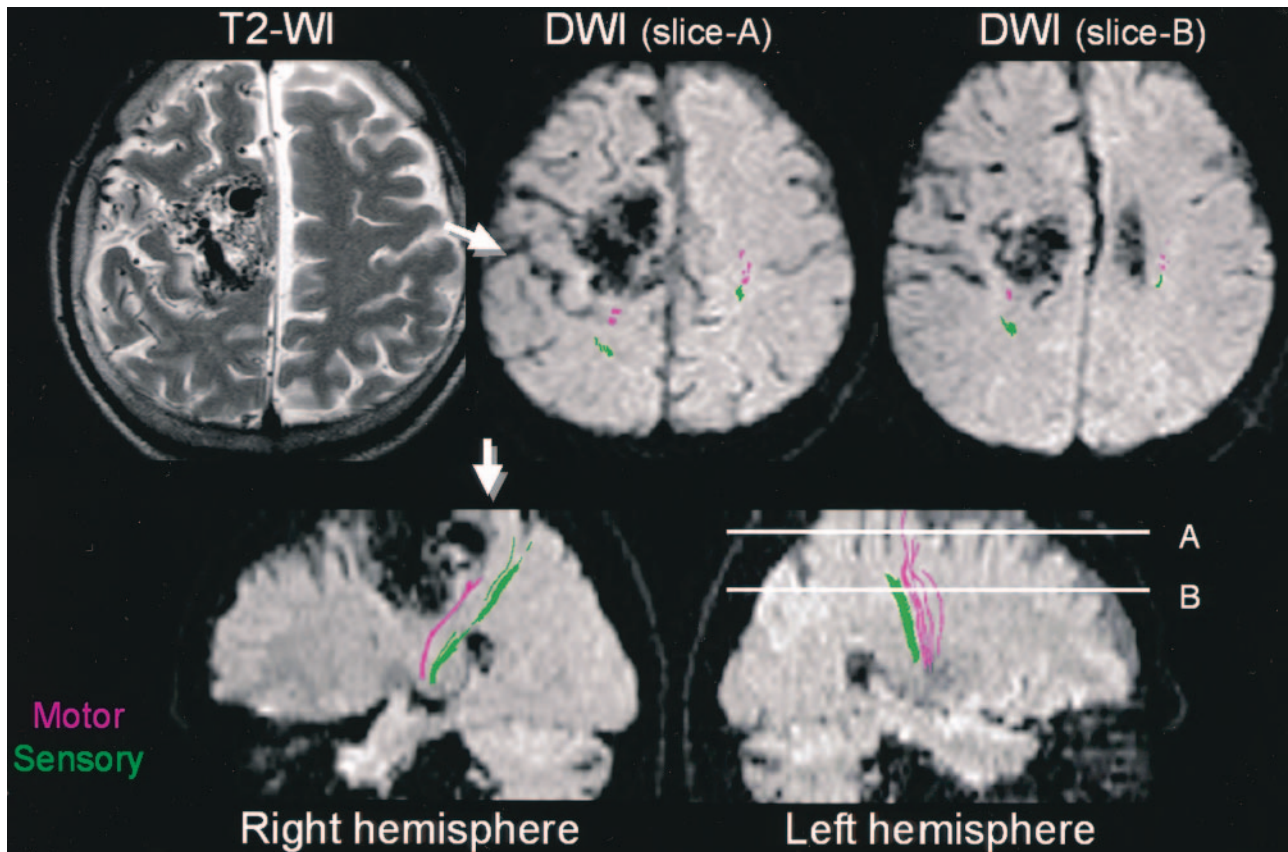 T2-WI
DWI (slice-A)
DWI (slice-B)
A
B
Motor
Sensory
Right hemisphere
Left hemisphere